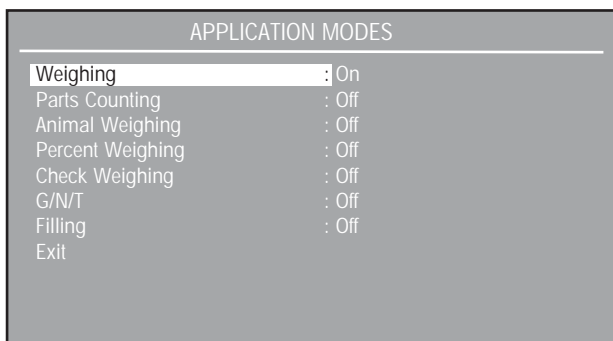 APPLICATION MODES
Weighing : On
Parts Counting : Off
Animal Weighing : Off
Percent Weighing : Off
Check Weighing : Off
G/N/T : Off
Filling : Off
Exit